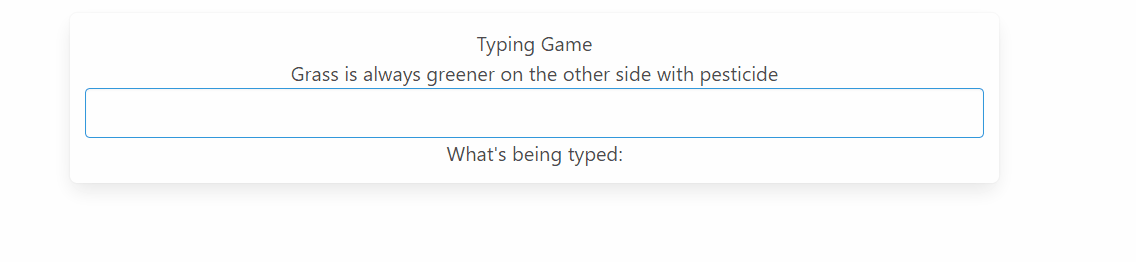 Typing Game
Grass is always greener on the other side with pesticide
What's being typed: